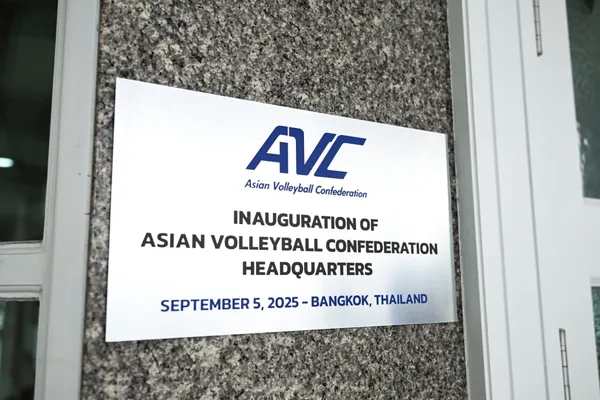 AVC
Asian Volleyball Confederation
INAUGURATION OF
ASIAN VOLLEYBALL CONFEDERATION
HEADQUARTERS
SEPTEMBER 5, 2025 - BANGKOK, THAILAND